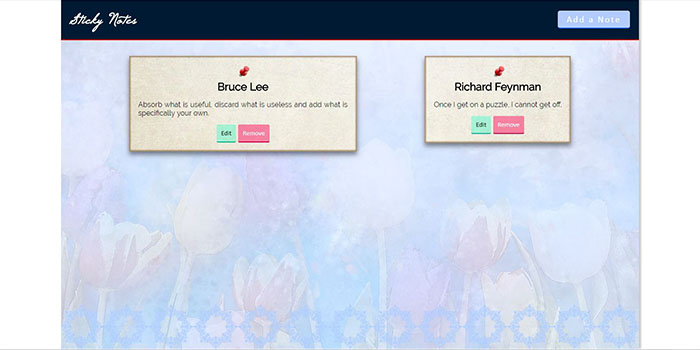 Sticky Notes
Add a Note
Bruce Lee
Absorb what is useful, discard what is useless and add what is
specifically your own.
Edit
Remove
Richard Feynman
Once I get on a puzzle, I cannot get off.
Edit
Remove